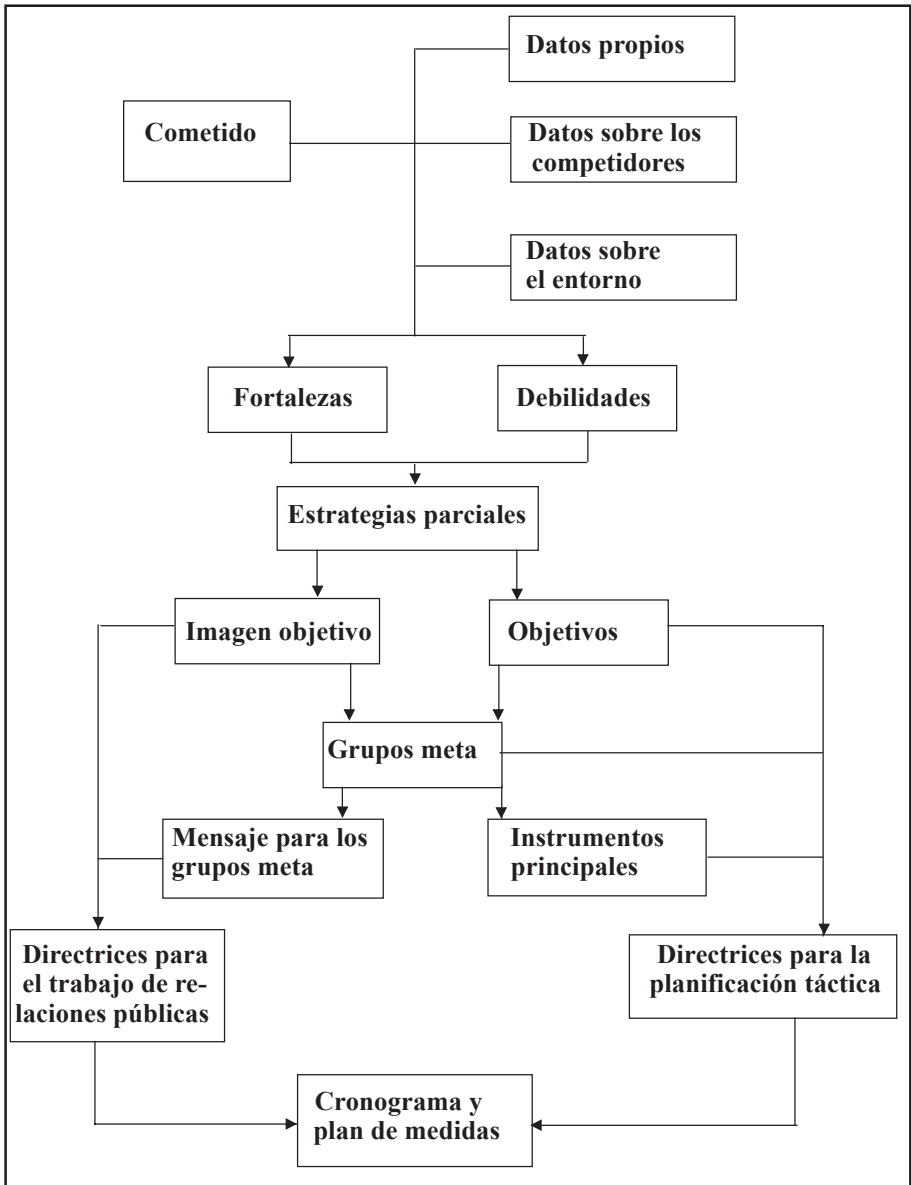 Datos propios
Cometido
Datos sobre los
competidores
Datos sobre
el entorno
Fortalezas
Debilidades
Estrategias parciales
Imagen objetivo
Objetivos
Grupos meta
Mensaje para los
grupos meta
Instrumentos
principales
Directrices para
el trabajo de re-
laciones públicas
Directrices para la
planificación táctica
Cronograma y
plan de medidas